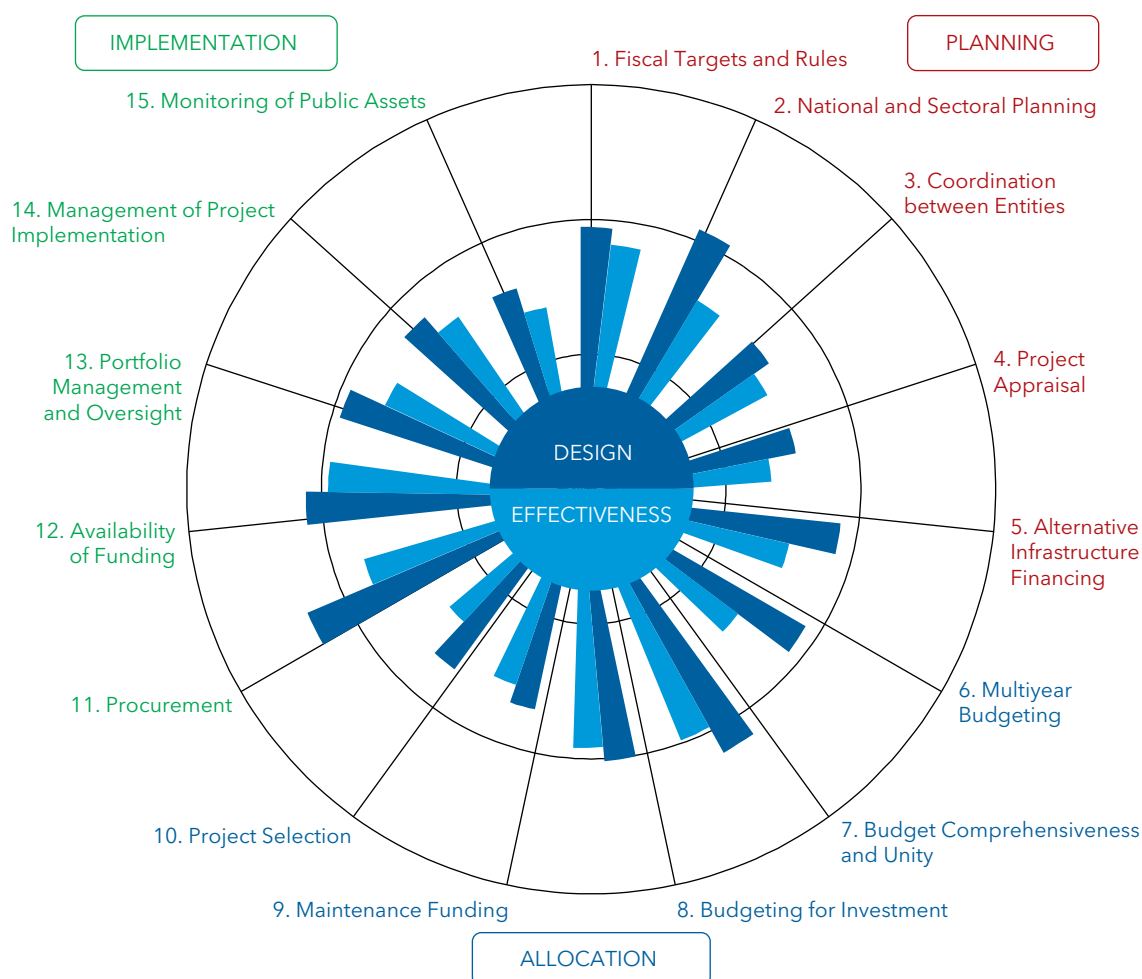 IMPLEMENTATION
PLANNING
1. Fiscal Targets and Rules
2. National and Sectoral Planning
3. Coordination
between Entities
4. Project
Appraisal
5. Alternative
Infrastructure
Financing
6. Multiyear
Budgeting
7. Budget Comprehensiveness
and Unity
8. Budgeting for Investment
9. Maintenance Funding
10. Project Selection
11. Procurement
12. Availability
of Funding
13. Portfolio
Management
and Oversight
14. Management of Project
Implementation
15. Monitoring of Public Assets
DESIGN
EFFECTIVENESS
ALLOCATION